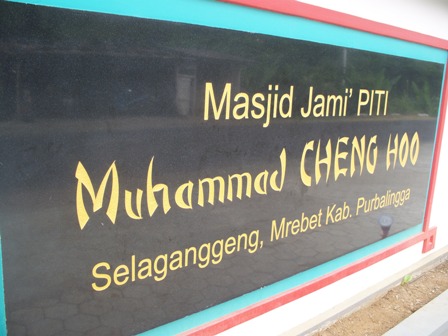 Masjid Jami' PITI
Muhammad CHENG HOO
Selaganggeng, Mrebet Kab. Purbalingga